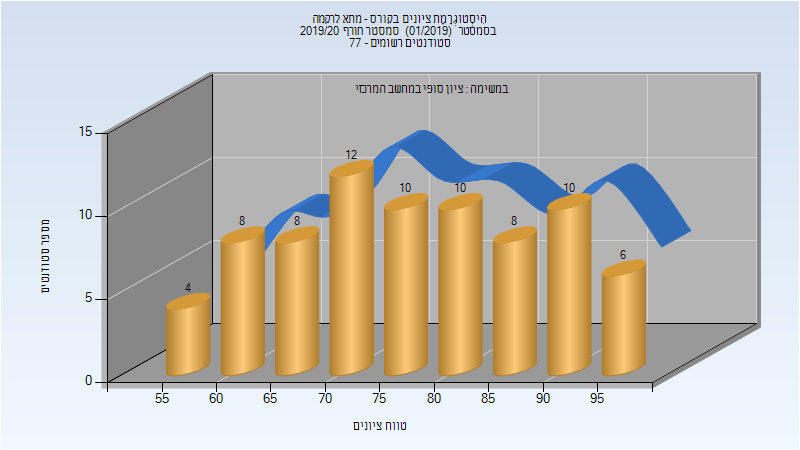 היסטוגרמת ציונים בקורס - מתא לרקמה
בסמסטר (01/2019) סמסטר חורף 2019/20
סטודנטים רשומים - 77
במשימה : ציון סופי במחשב המרכזי
מספר סטודנטים
15
10
5
0
4
8
8
12
10
10
8
10
6
55 60 65 70 75 80 85 90 95
טווח ציונים